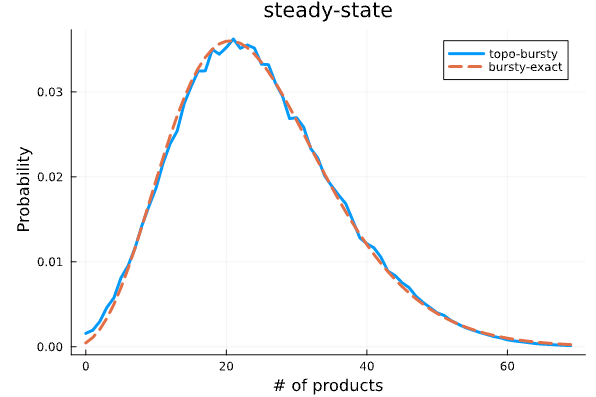 steady-state
topo-bursty
bursty-exact
Probability
0.03
0.02
0.01
0.00
0
20
40
60
# of products